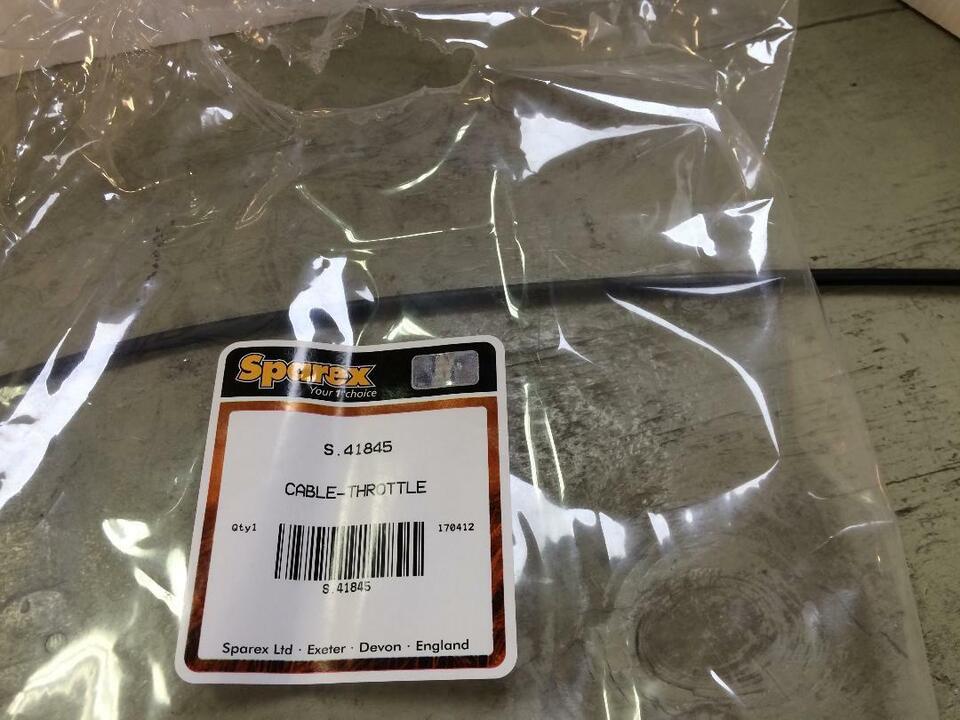 Sparex
Your 1st choice
S.41845
CABLE-THROTTLE
Qty1
170412
S.41845
Sparex Ltd · Exeter · Devon · England